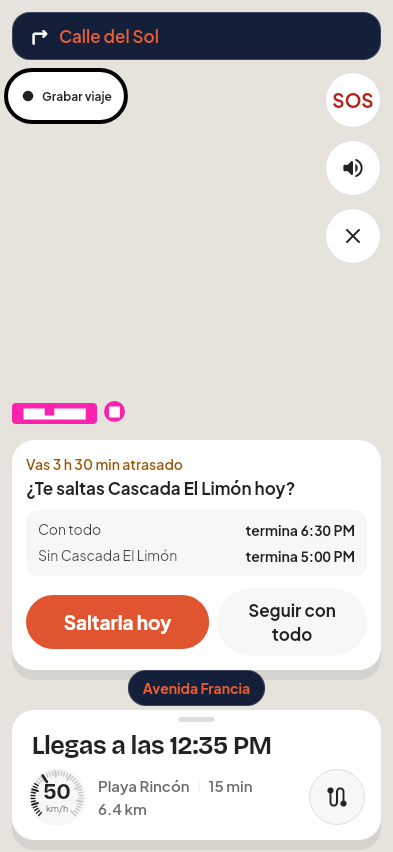 Calle del Sol
Grabar viaje
SOS
Vas 3 h 30 min atrasado
¿Te saltas Cascada El Limón hoy?
Con todo
termina 6:30 PM
Sin Cascada El Limón
termina 5:00 PM
Saltarla hoy
Seguir con
todo
Avenida Francia
Llegas a las 12:35 PM
50
km/h
Playa Rincón
15 min
6.4 km